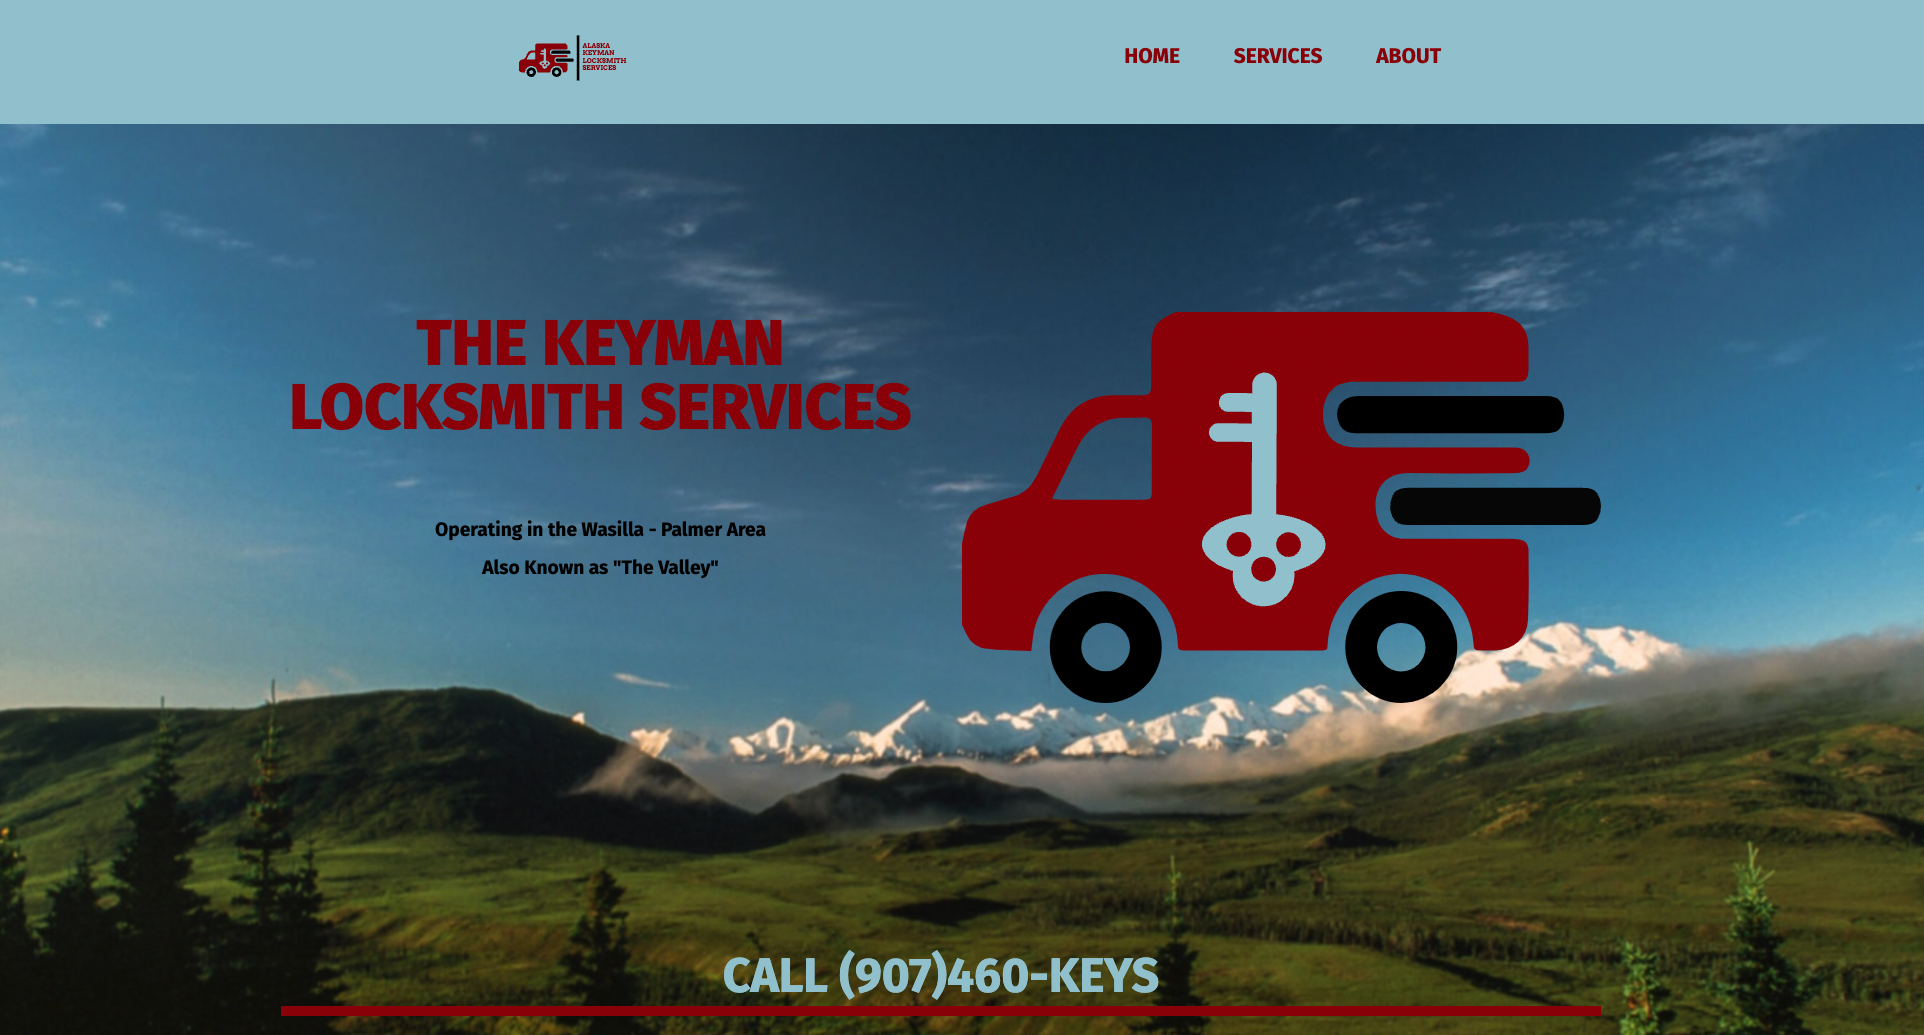 ALASKA
KEYMAN
LOCKSMITH
SERVICES
HOME SERVICES ABOUT
THE KEYMAN
LOCKSMITH SERVICES
Operating in the Wasilla - Palmer Area
Also Known as "The Valley"
CALL (907)460-KEYS